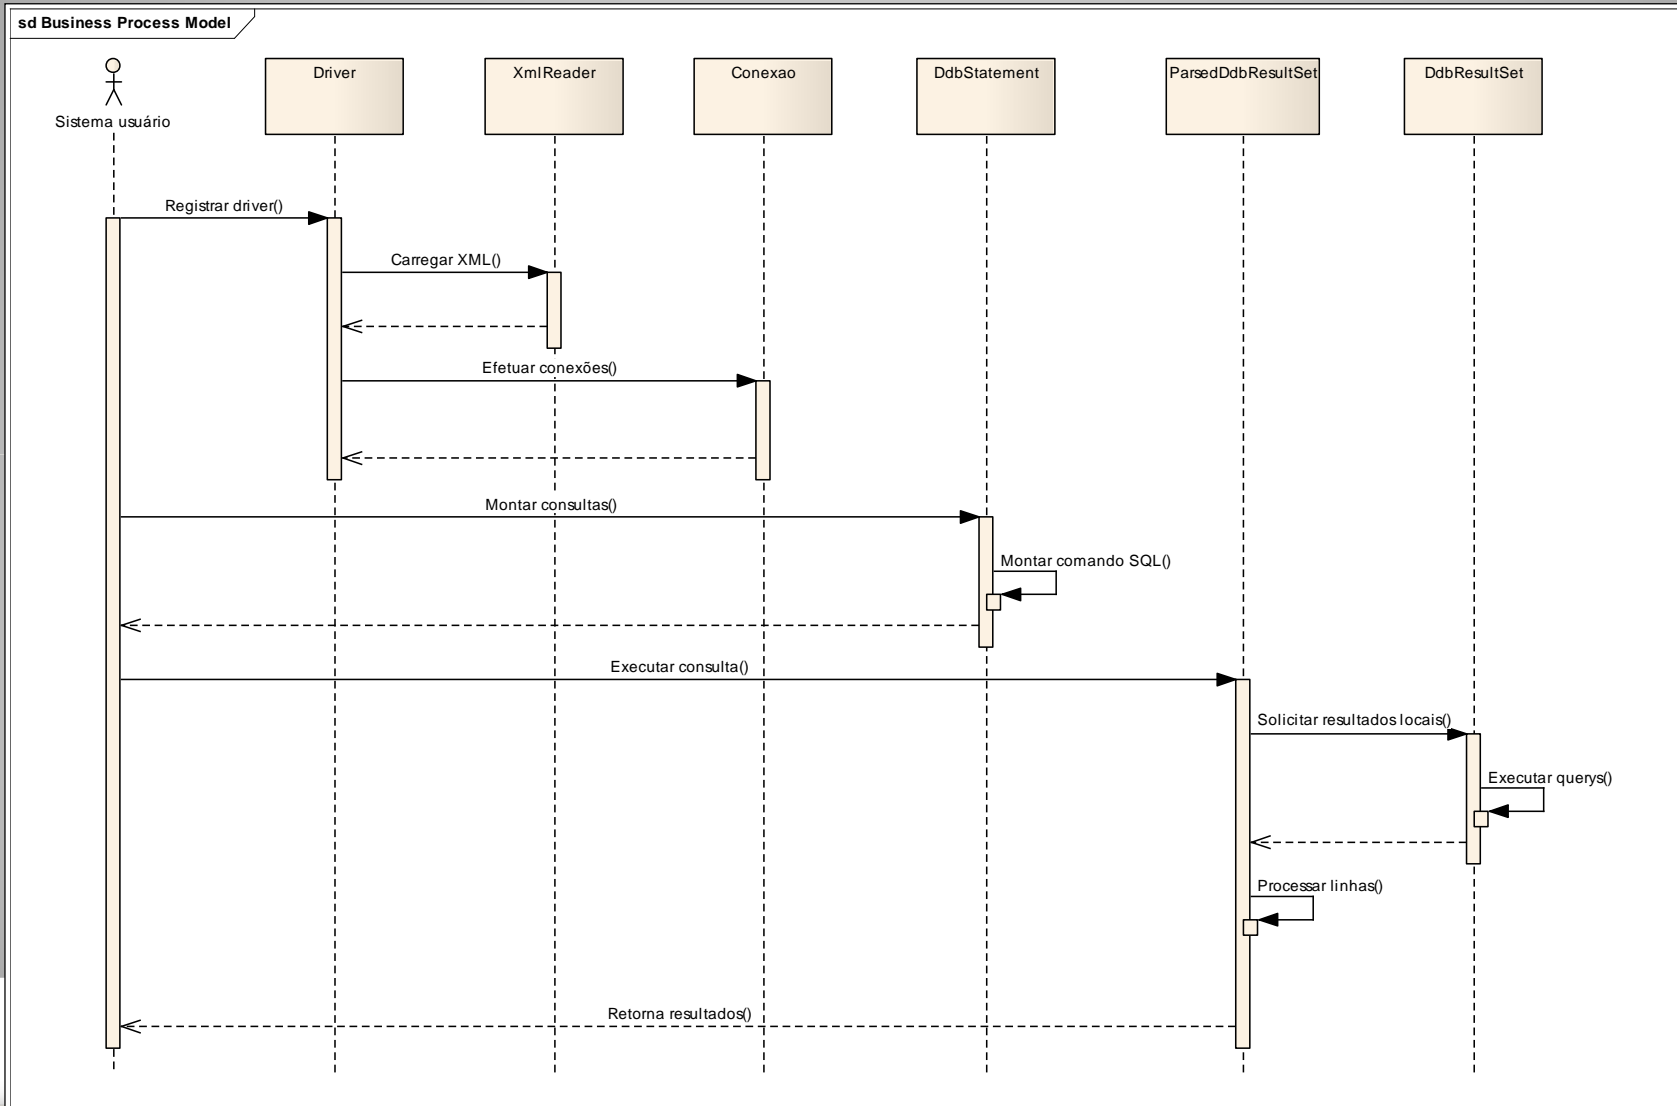 sd Business Process Model
Sistema usuário
Driver
XmlReader
Conexao
DdbStatement
ParsedDdbResultSet
DdbResultSet
Registrar driver()
Carregar XML()
Efetuar conexões()
Montar consultas()
Montar comando SQL()
Executar consulta()
Solicitar resultados locais()
Executar querys()
Processar linhas()
Retorna resultados()